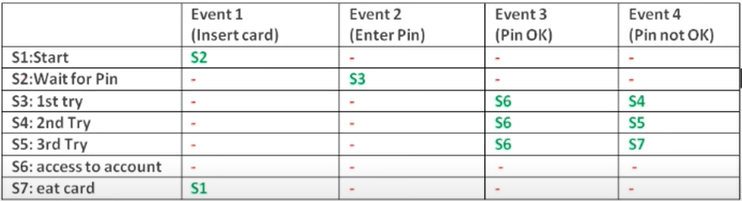 Event 1 Event 2 Event 3 Event 4
(Insert card) (Enter Pin) (Pin OK) (Pin not OK)
S1:Start S2 - - -
S2:Wait for Pin - S3 - -
S3: 1st try - - S6 S4
S4: 2nd Try - - S6 S5
S5: 3rd Try - - S6 S7
S6: access to account - - - -
S7: eat card S1 - - -